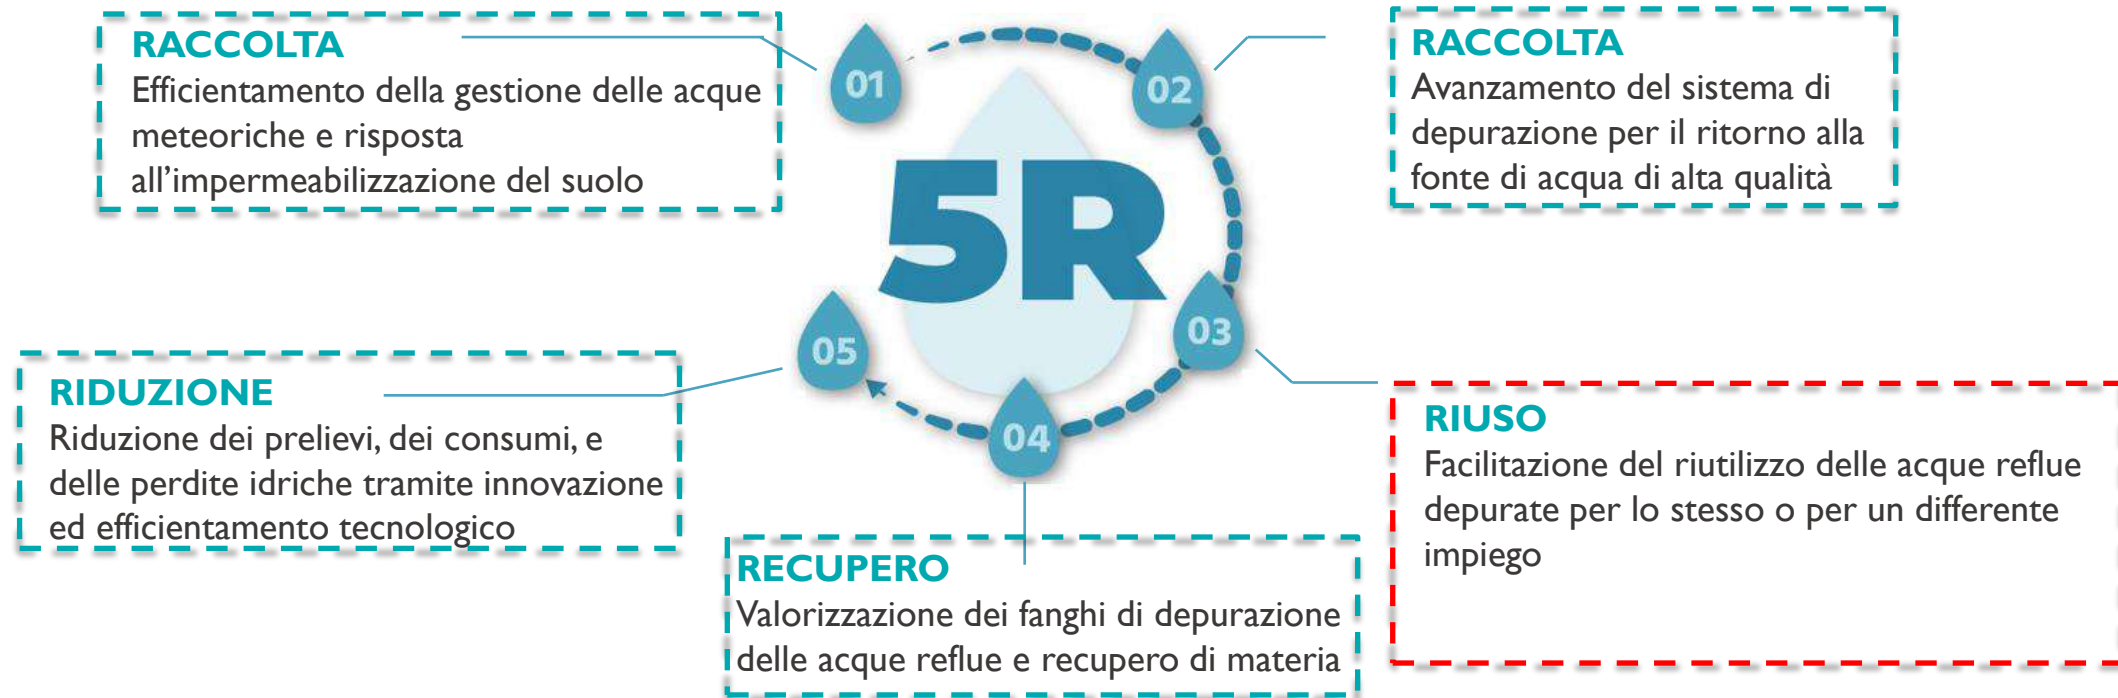 RACCOLTA
Efficientamento della gestione delle acque
meteoriche e risposta
all’impermeabilizzazione del suolo
01
02
RACCOLTA
Avanzamento del sistema di
depurazione per il ritorno alla
fonte di acqua di alta qualità
5R
03
RIUSO
Facilitazione del riutilizzo delle acque reflue
depurate per lo stesso o per un differente
impiego
04
RECUPERO
Valorizzazione dei fanghi di depurazione
delle acque reflue e recupero di materia
05
RIDUZIONE
Riduzione dei prelievi, dei consumi, e
delle perdite idriche tramite innovazione
ed efficientamento tecnologico